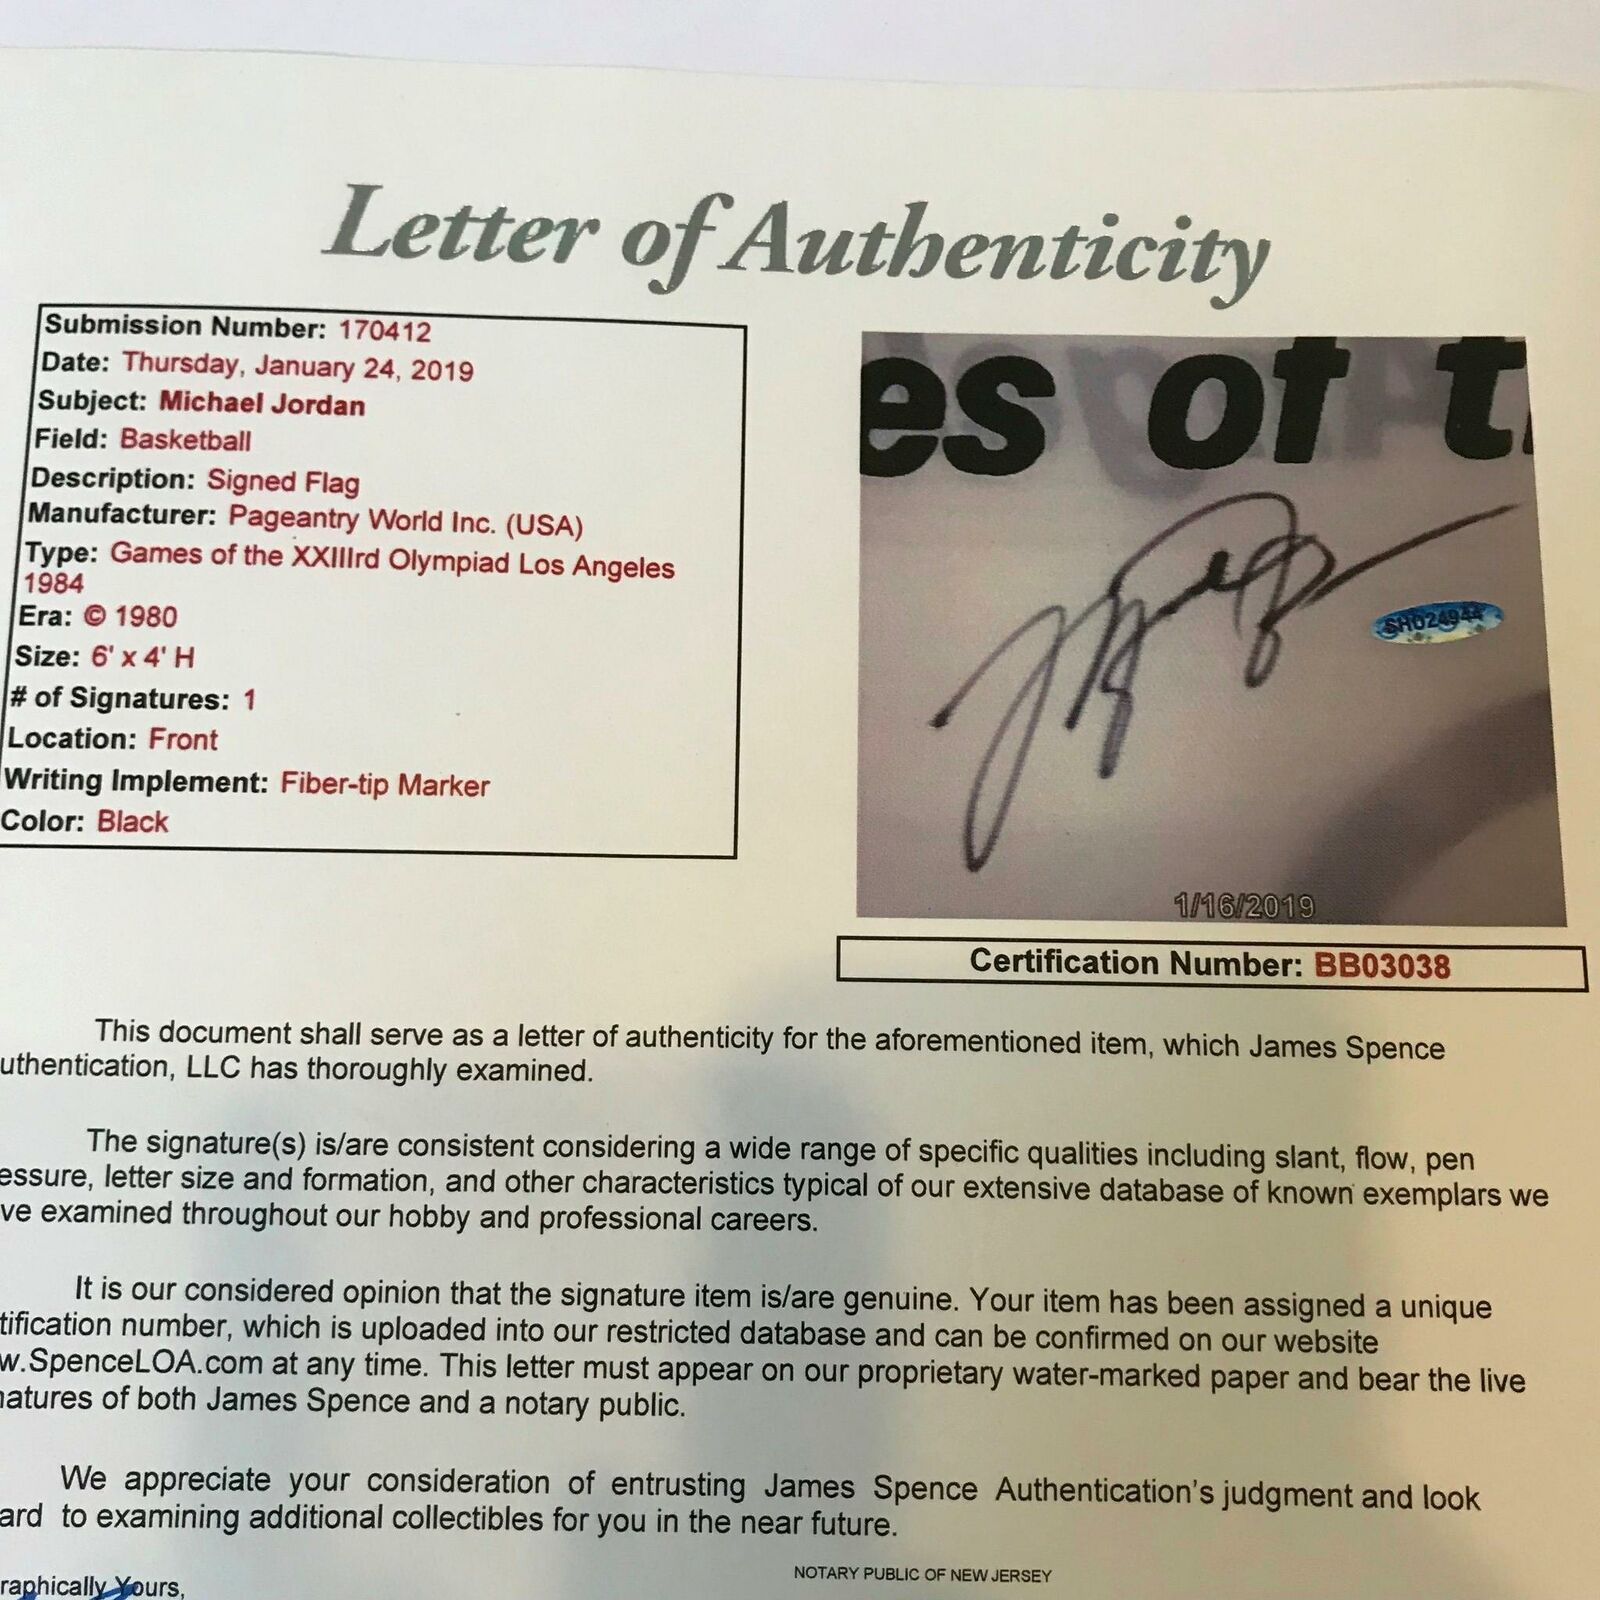 Letter of Authenticity
Submission Number: 170412
Date: Thursday, January 24, 2019
Subject: Michael Jordan
Field: Basketball
Description: Signed Flag
Manufacturer: Pageantry World Inc. (USA)
Type: Games of the XXIIIrd Olympiad Los Angeles
1984
Era: © 1980
Size: 6' x 4' H
# of Signatures: 1
Location: Front
Writing Implement: Fiber-tip Marker
Color: Black
es of t
SH024944
1/16/2019
Certification Number: BB03038
This document shall serve as a letter of authenticity for the aforementioned item, which James Spence
uthentication, LLC has thoroughly examined.
The signature(s) is/are consistent considering a wide range of specific qualities including slant, flow, pen
essure, letter size and formation, and other characteristics typical of our extensive database of known exemplars we
ve examined throughout our hobby and professional careers.
It is our considered opinion that the signature item is/are genuine. Your item has been assigned a unique
tification number, which is uploaded into our restricted database and can be confirmed on our website
w.SpenceLOA.com at any time. This letter must appear on our proprietary water-marked paper and bear the live
natures of both James Spence and a notary public.
We appreciate your consideration of entrusting James Spence Authentication's judgment and look
ard to examining additional collectibles for you in the near future.
raphically Yours,
NOTARY PUBLIC OF NEW JERSEY